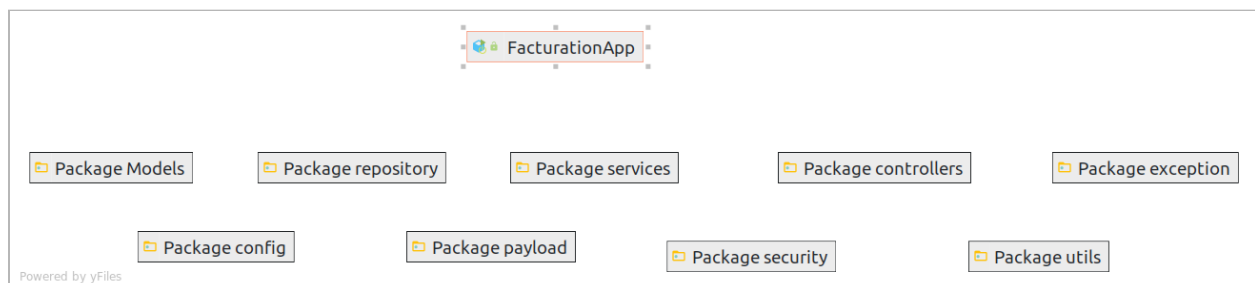 FacturationApp
Package Models
Package repository
Package services
Package controllers
Package exception
Package config
Package payload
Package security
Package utils
Powered by yFiles